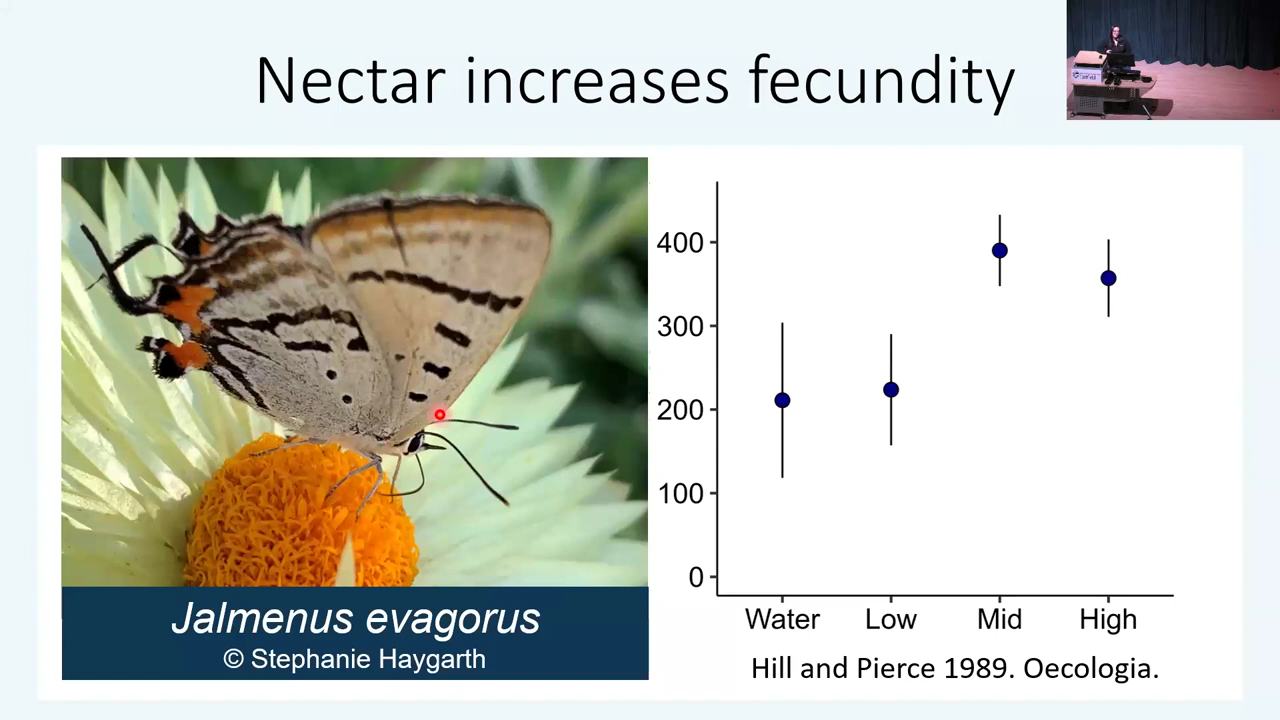 Nectar increases fecundity
Jalmenus evagorus
© Stephanie Haygarth
400
300
200
100
0
Water Low Mid High
Hill and Pierce 1989. Oecologia.